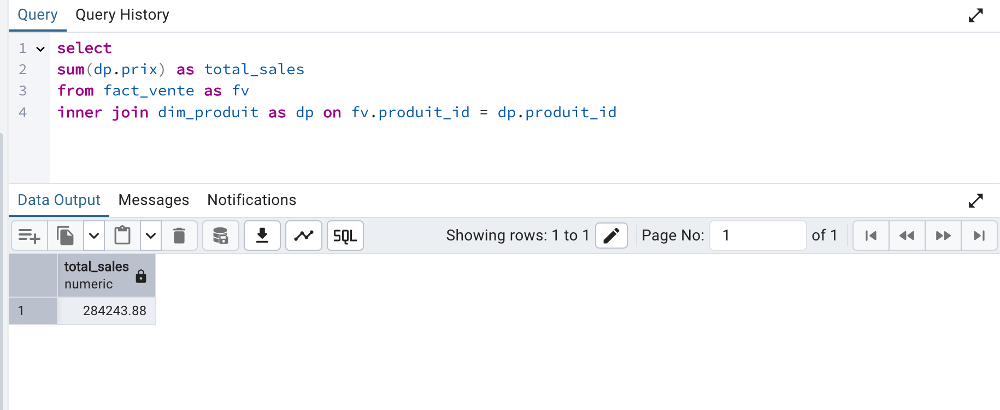 Query Query History
1 select
2 sum(dp.prix) as total_sales
3 from fact_vente as fv
4 inner join dim_produit as dp on fv.produit_id = dp.produit_id
Data Output Messages Notifications
SQL Showing rows: 1 to 1 Page No: 1 of 1
total_sales
numeric
1 284243.88